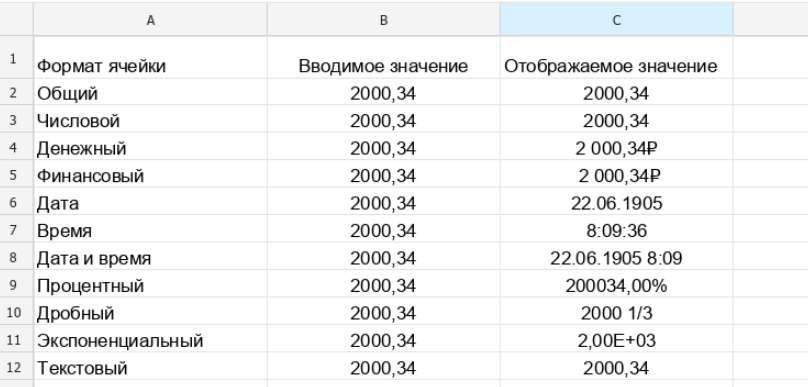 A B C
1 Формат ячейки Вводимое значение Отображаемое значение
2 Общий 2000,34 2000,34
3 Числовой 2000,34 2000,34
4 Денежный 2000,34 2 000,34₽
5 Финансовый 2000,34 2 000,34₽
6 Дата 2000,34 22.06.1905
7 Время 2000,34 8:09:36
8 Дата и время 2000,34 22.06.1905 8:09
9 Процентный 2000,34 200034,00%
10 Дробный 2000,34 2000 1/3
11 Экспоненциальный 2000,34 2,00E+03
12 Текстовый 2000,34 2000,34